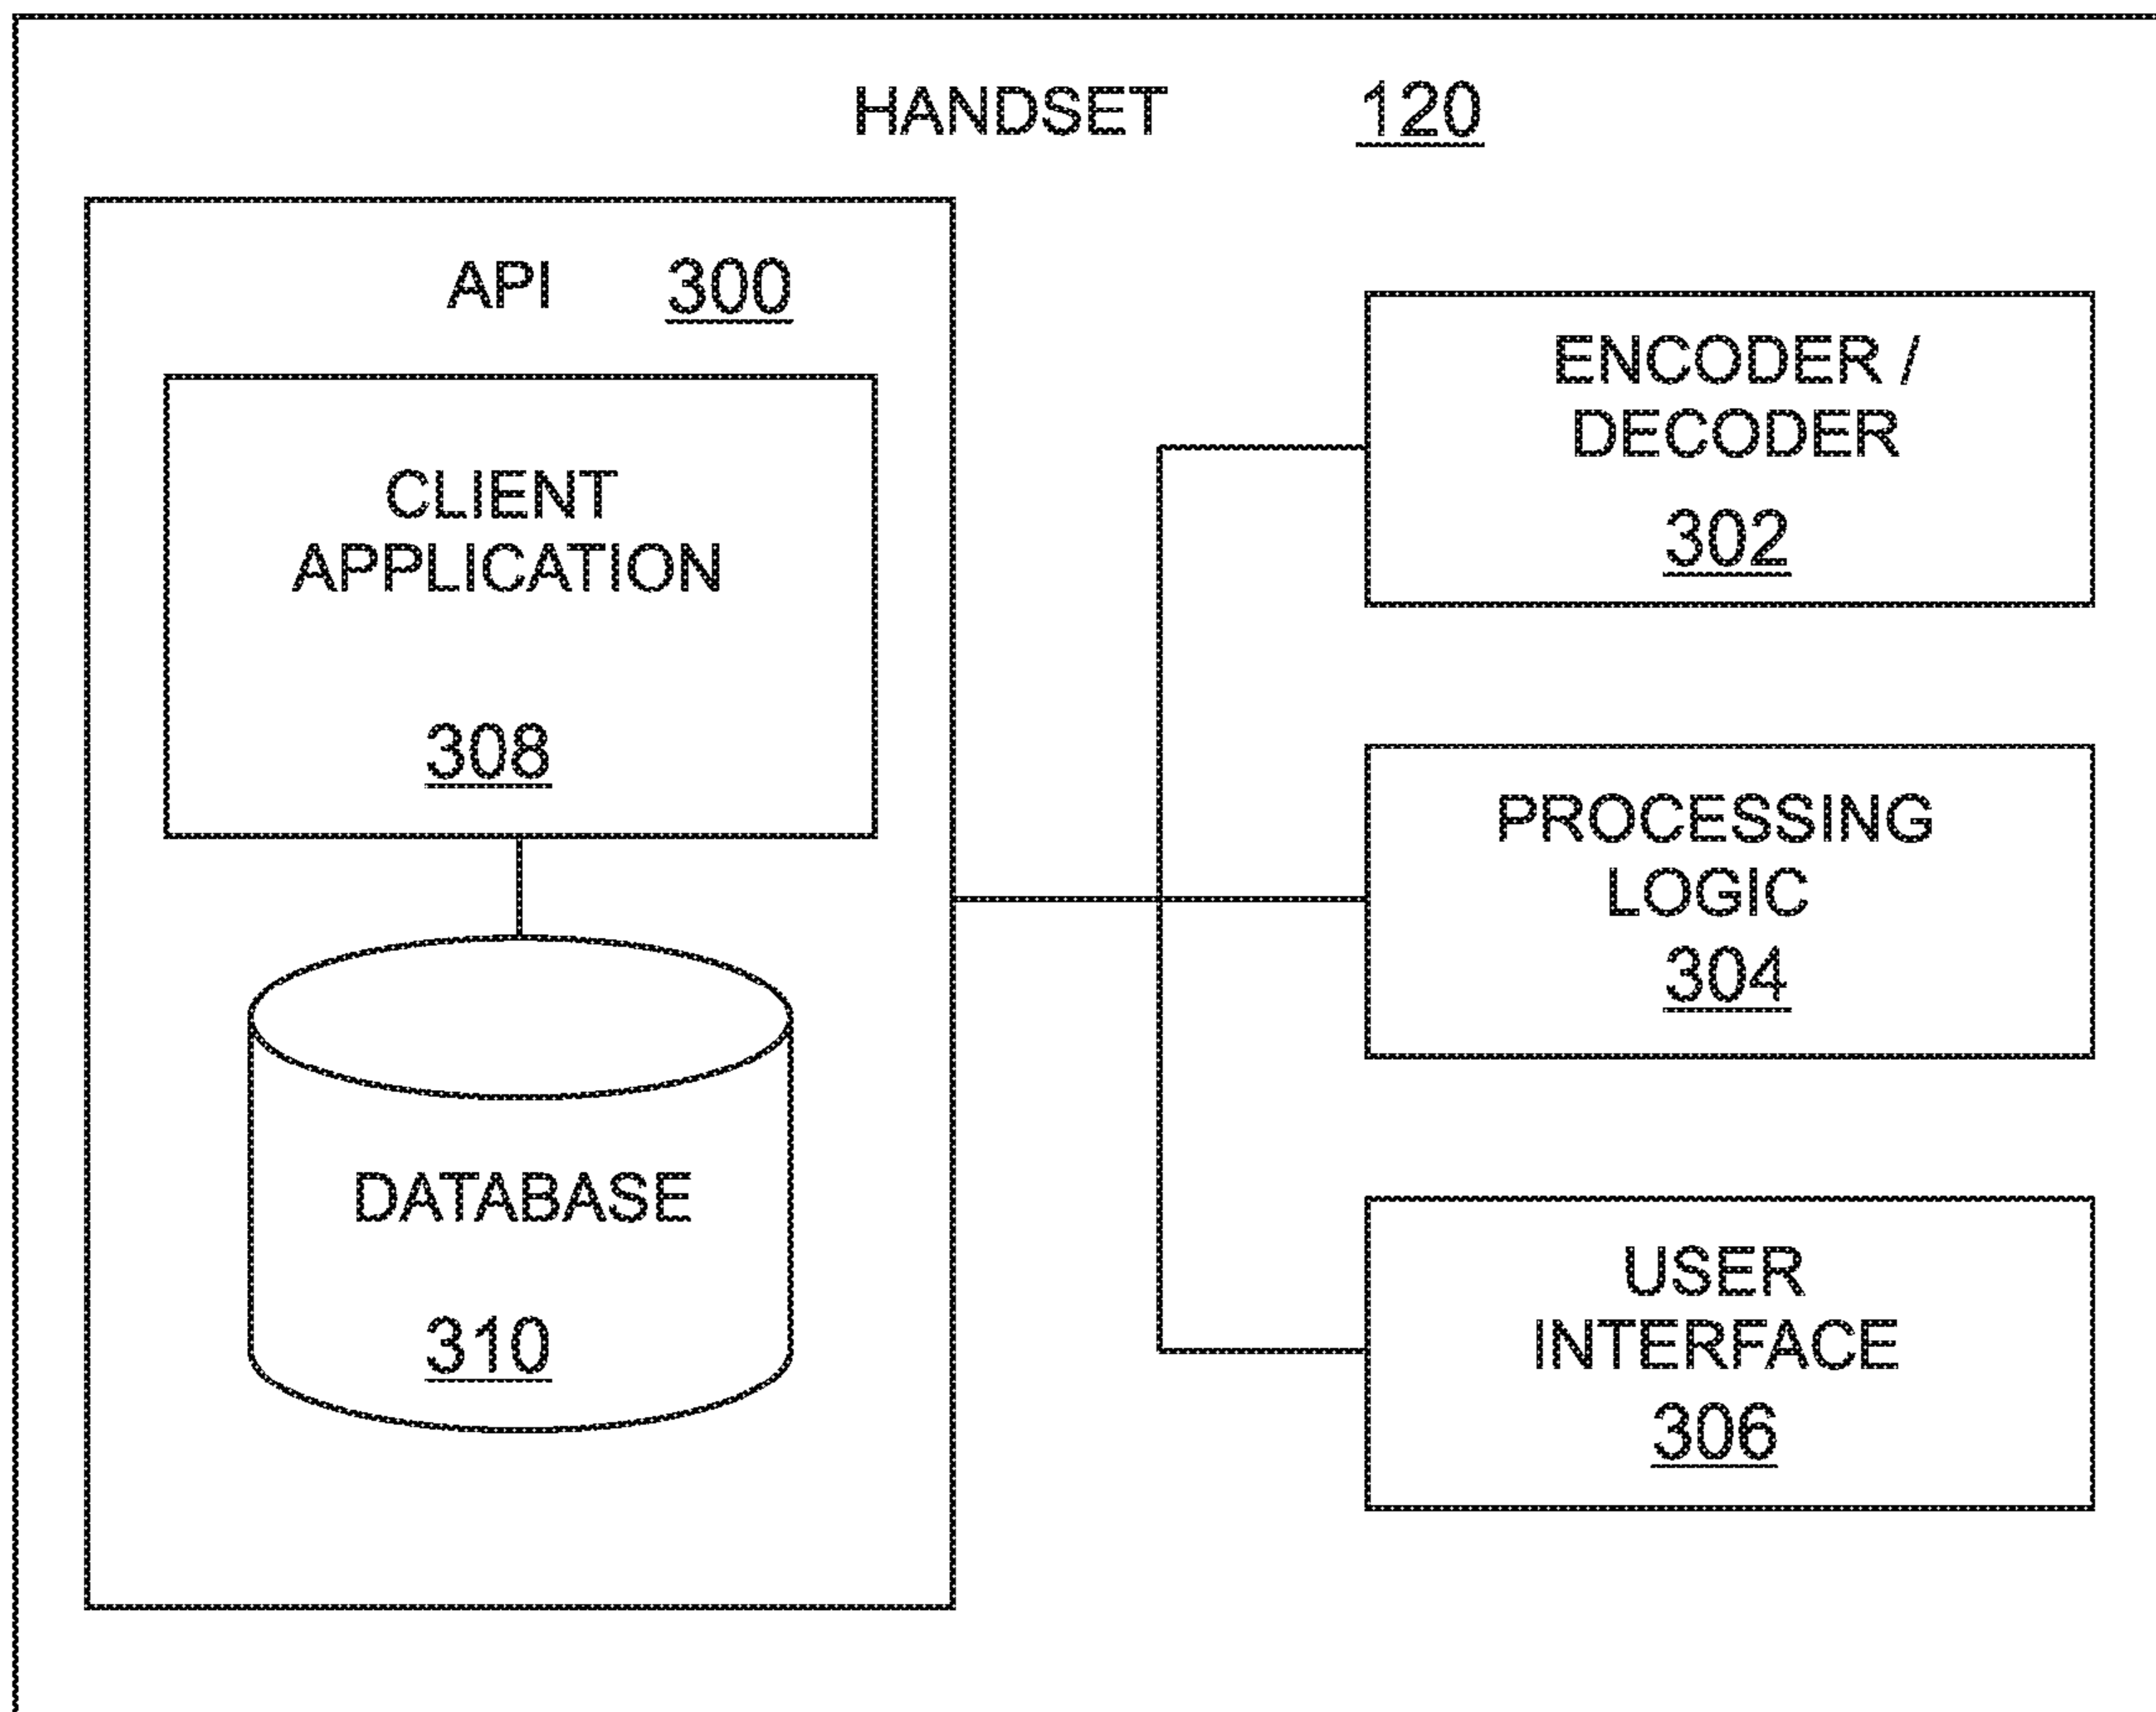 HANDSET 120
API 300
CLIENT
APPLICATION
308
DATABASE
310
ENCODER /
DECODER
302
PROCESSING
LOGIC
304
USER
INTERFACE
306